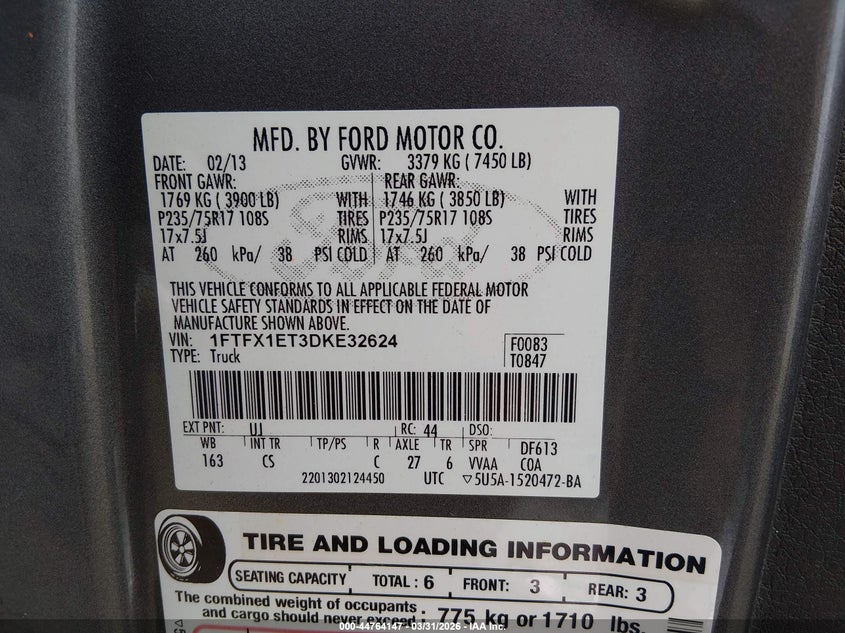 MFD. BY FORD MOTOR CO.
DATE: 02/13 GVWR: 3379 KG ( 7450 LB)
FRONT GAWR: REAR GAWR:
1769 KG ( 3900 LB) WITH 1746 KG ( 3850 LB) WITH
P235/75R17 108S TIRES P235/75R17 108S TIRES
17x7.5J RIMS 17x7.5J RIMS
AT 260 kPa/ 38 PSI COLD AT 260 kPa/ 38 PSI COLD
THIS VEHICLE CONFORMS TO ALL APPLICABLE FEDERAL MOTOR
VEHICLE SAFETY STANDARDS IN EFFECT ON THE DATE OF
MANUFACTURE SHOWN ABOVE.
VIN: 1FTFX1ET3DKE32624 F0083
TYPE: Truck T0847
EXT PNT: UJ RC: 44 DSO:
WB INT TR TP/PS R AXLE TR SPR DF613
163 CS C 27 6 VVAA COA
2201302124450 UTC ▽5U5A-1520472-BA
TIRE AND LOADING INFORMATION
SEATING CAPACITY TOTAL : 6 FRONT: 3 REAR: 3
The combined weight of occupants
and cargo should never exceed : 775 kg or 1710 lbs.
000-44764147 - 03/31/2026 - IAA Inc.